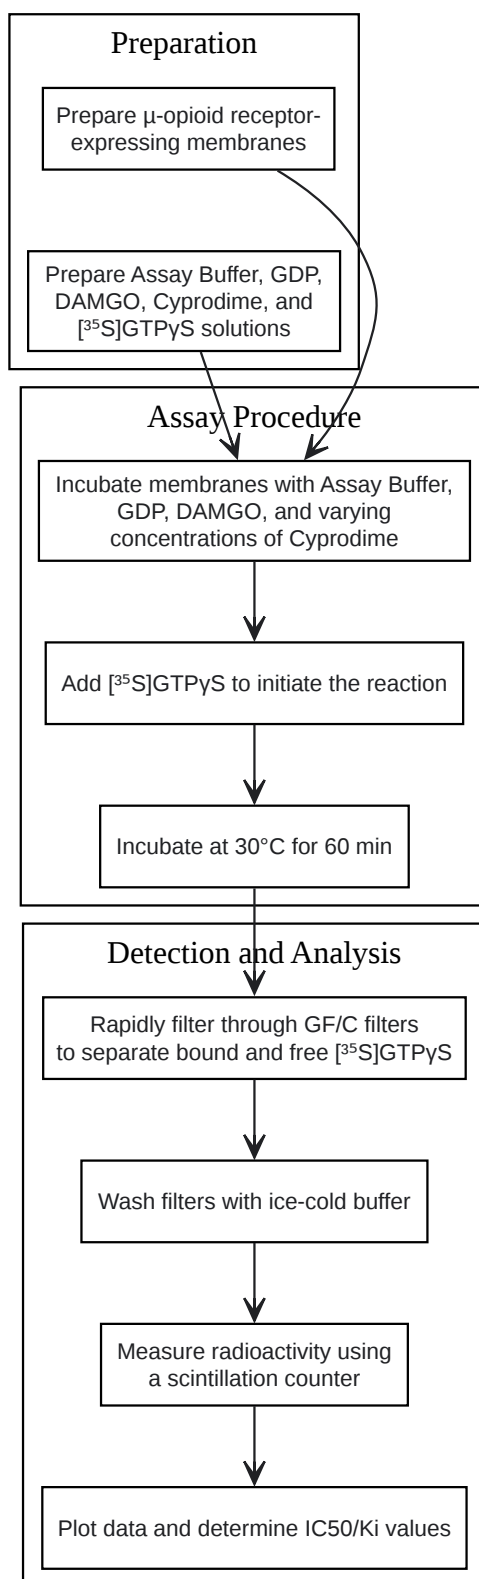 Preparation
Prepare µ-opioid receptor-
expressing membranes
Prepare Assay Buffer, GDP,
DAMGO, Cyprodime, and
[³⁵S]GTPγS solutions
Assay Procedure
Incubate membranes with Assay Buffer,
GDP, DAMGO, and varying
concentrations of Cyprodime
Add [³⁵S]GTPγS to initiate the reaction
Incubate at 30°C for 60 min
Detection and Analysis
Rapidly filter through GF/C filters
to separate bound and free [³⁵S]GTPγS
Wash filters with ice-cold buffer
Measure radioactivity using
a scintillation counter
Plot data and determine IC50/Ki values